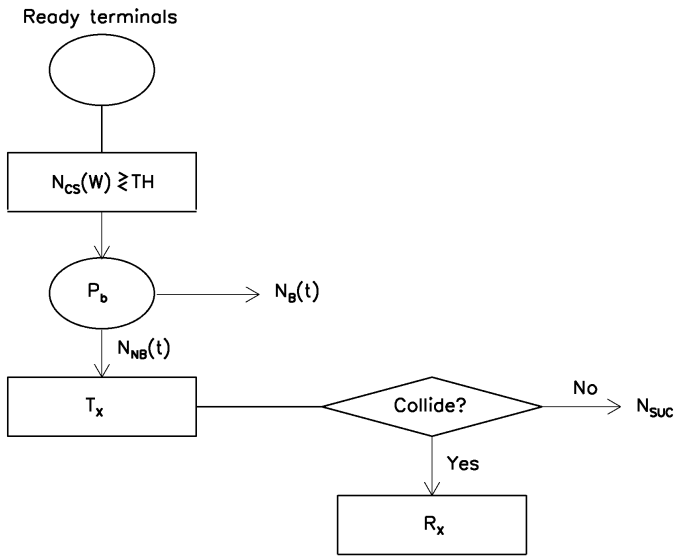 Ready terminals
N_CS(W) ≷ TH
P_b
N_B(t)
N_NB(t)
T_X
Collide?
No
N_SUC
Yes
R_X